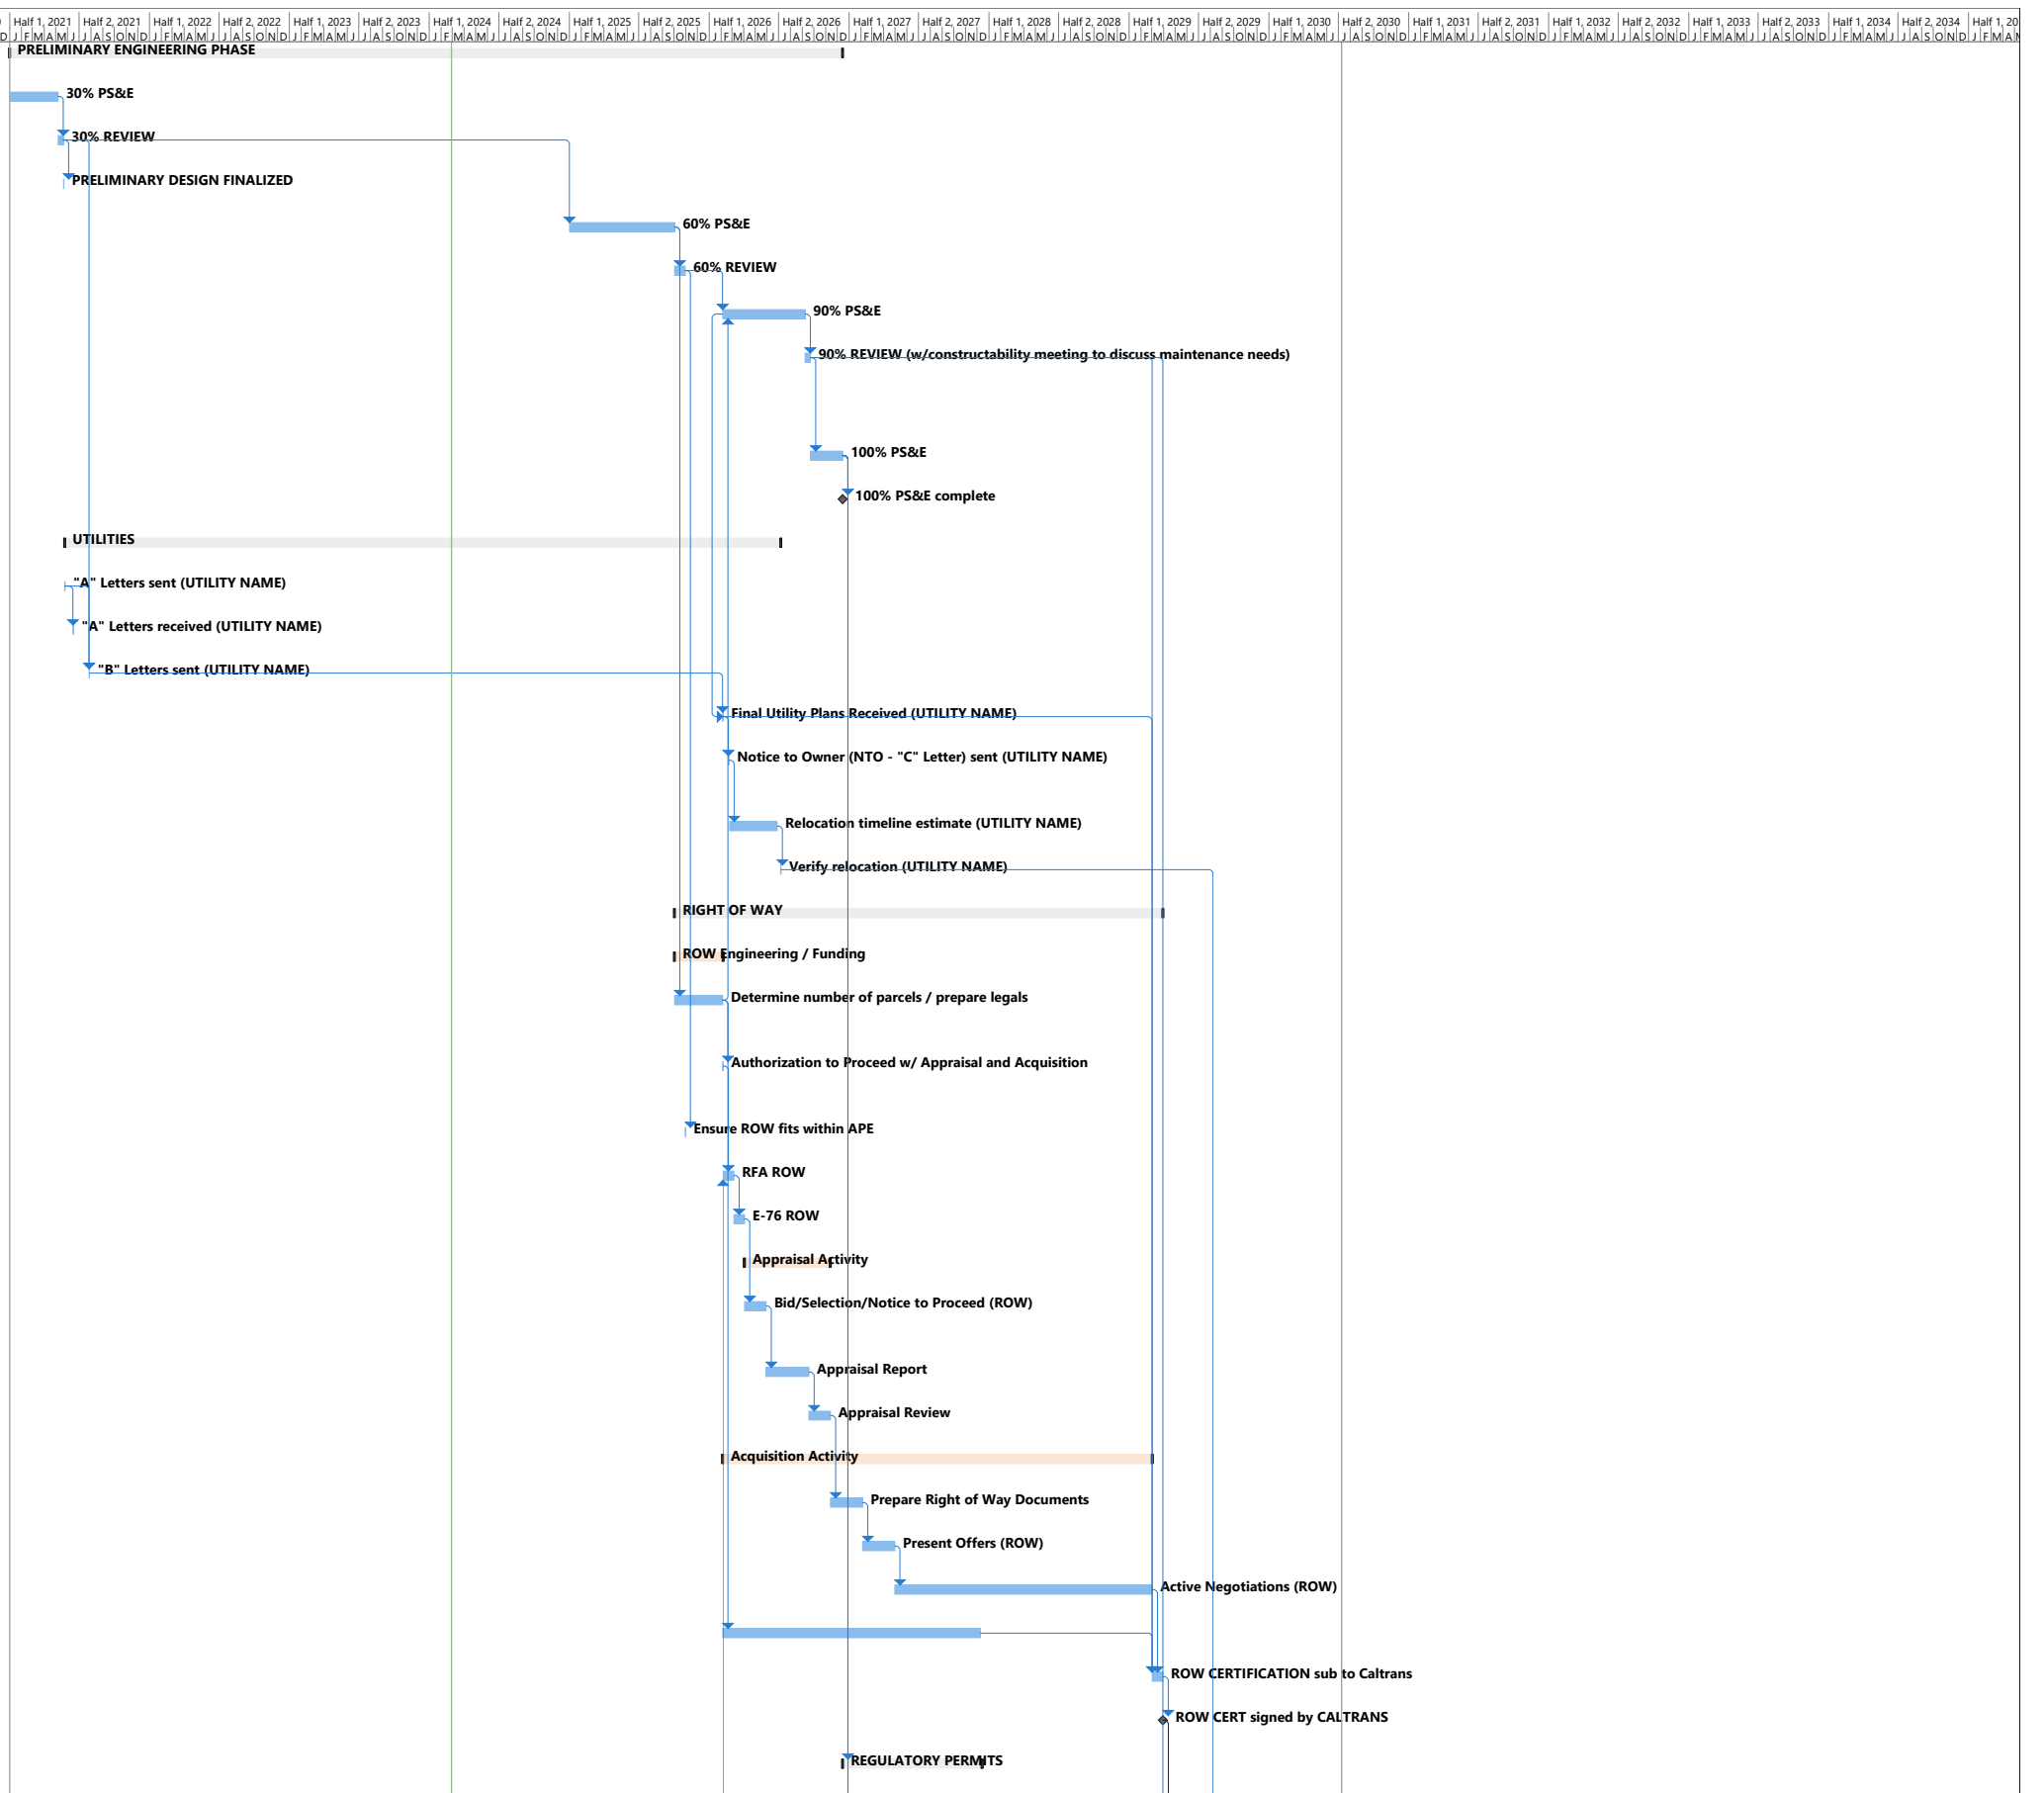 Half 1, 2021 Half 2, 2021 Half 1, 2022 Half 2, 2022 Half 1, 2023 Half 2, 2023 Half 1, 2024 Half 2, 2024 Half 1, 2025 Half 2, 2025 Half 1, 2026 Half 2, 2026 Half 1, 2027 Half 2, 2027 Half 1, 2028 Half 2, 2028 Half 1, 2029 Half 2, 2029 Half 1, 2030 Half 2, 2030 Half 1, 2031 Half 2, 2031 Half 1, 2032 Half 2, 2032 Half 1, 2033 Half 2, 2033 Half 1, 2034 Half 2, 2034 Half 1, 20
D J F M A M J J A S O N D J F M A M J J A S O N D J F M A M J J A S O N D J F M A M J J A S O N D J F M A M J J A S O N D J F M A M J J A S O N D J F M A M J J A S O N D J F M A M J J A S O N D J F M A M J J A S O N D J F M A M J J A S O N D J F M A M J J A S O N D J F M A M J J A S O N D J F M A M J J A S O N D J F M A M J J A S O N D J F M A M
PRELIMINARY ENGINEERING PHASE
30% PS&E
30% REVIEW
PRELIMINARY DESIGN FINALIZED
60% PS&E
60% REVIEW
90% PS&E
90% REVIEW (w/constructability meeting to discuss maintenance needs)
100% PS&E
100% PS&E complete
UTILITIES
"A" Letters sent (UTILITY NAME)
"A" Letters received (UTILITY NAME)
"B" Letters sent (UTILITY NAME)
Final Utility Plans Received (UTILITY NAME)
Notice to Owner (NTO - "C" Letter) sent (UTILITY NAME)
Relocation timeline estimate (UTILITY NAME)
Verify relocation (UTILITY NAME)
RIGHT OF WAY
ROW Engineering / Funding
Determine number of parcels / prepare legals
Authorization to Proceed w/ Appraisal and Acquisition
Ensure ROW fits within APE
RFA ROW
E-76 ROW
Appraisal Activity
Bid/Selection/Notice to Proceed (ROW)
Appraisal Report
Appraisal Review
Acquisition Activity
Prepare Right of Way Documents
Present Offers (ROW)
Active Negotiations (ROW)
ROW CERTIFICATION sub to Caltrans
ROW CERT signed by CALTRANS
REGULATORY PERMITS